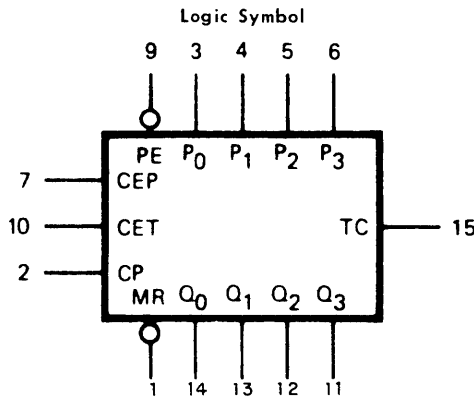 Logic Symbol
9 3 4 5 6
PE P0 P1 P2 P3
7 CEP
10 CET TC 15
2 CP
MR Q0 Q1 Q2 Q3
1 14 13 12 11